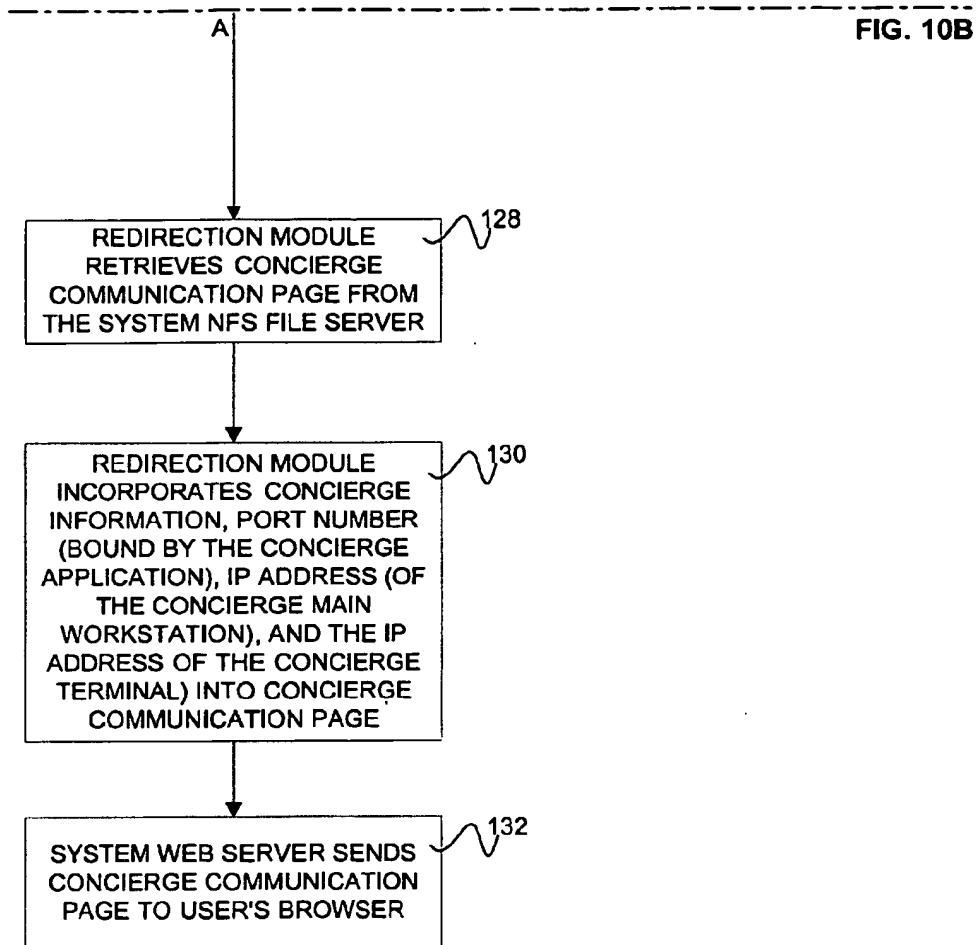 A
FIG. 10B
128
REDIRECTION MODULE
RETRIEVES CONCIERGE
COMMUNICATION PAGE FROM
THE SYSTEM NFS FILE SERVER
130
REDIRECTION MODULE
INCORPORATES CONCIERGE
INFORMATION, PORT NUMBER
(BOUND BY THE CONCIERGE
APPLICATION), IP ADDRESS (OF
THE CONCIERGE MAIN
WORKSTATION), AND THE IP
ADDRESS OF THE CONCIERGE
TERMINAL) INTO CONCIERGE
COMMUNICATION PAGE
132
SYSTEM WEB SERVER SENDS
CONCIERGE COMMUNICATION
PAGE TO USER'S BROWSER